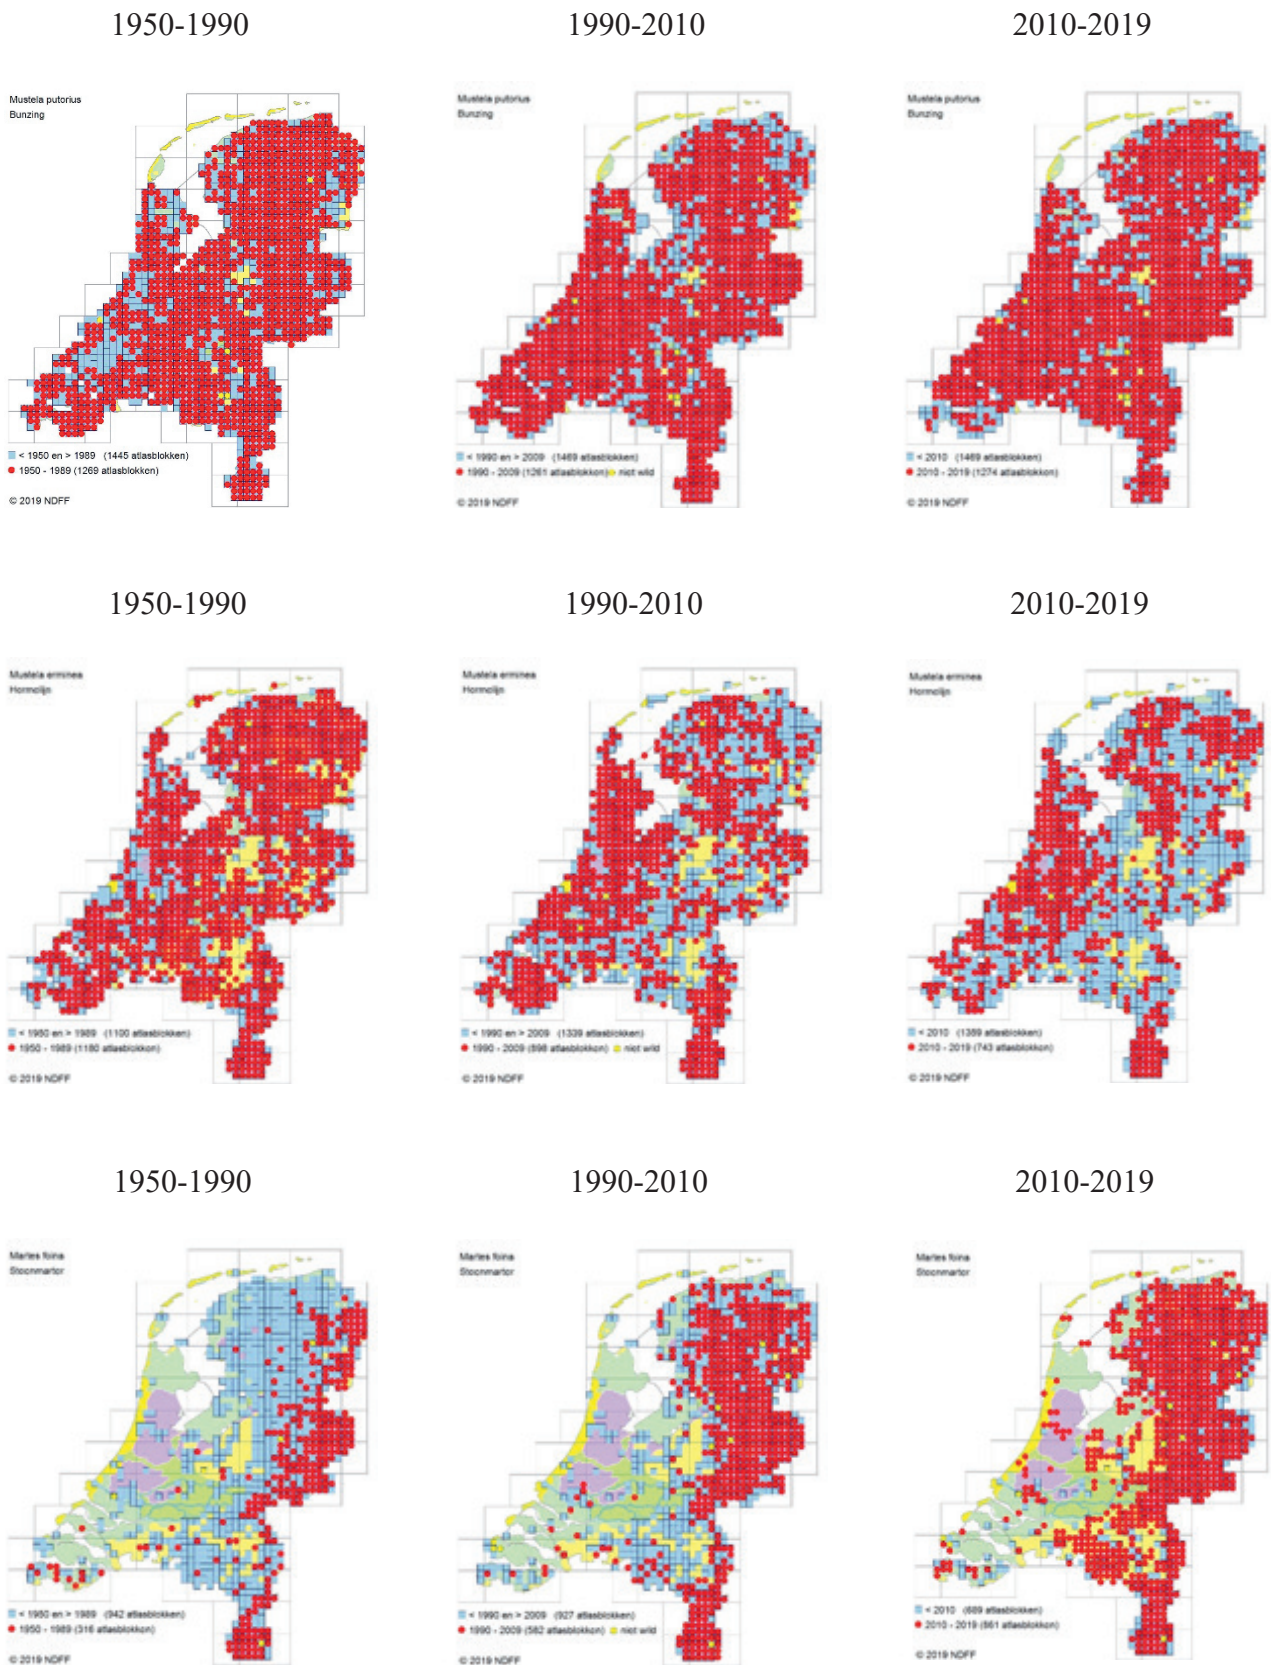 1950-1990
1990-2010
2010-2019
Mustela putorius
Bunzing
Mustela putorius
Bunzing
Mustela putorius
Bunzing
< 1950 en > 1989 (1445 atlasblokken)
1950 - 1989 (1269 atlasblokken)
© 2019 NDFF
< 1990 en > 2009 (1469 atlasblokken)
1990 - 2009 (1261 atlasblokken) niet wild
© 2019 NDFF
< 2010 (1469 atlasblokken)
2010 - 2019 (1274 atlasblokken)
© 2019 NDFF
1950-1990
1990-2010
2010-2019
Mustela erminea
Hermelijn
Mustela erminea
Hermelijn
Mustela erminea
Hermelijn
< 1950 en > 1989 (1100 atlasblokken)
1950 - 1989 (1180 atlasblokken)
© 2019 NDFF
< 1990 en > 2009 (1339 atlasblokken)
1990 - 2009 (898 atlasblokken) niet wild
© 2019 NDFF
< 2010 (1389 atlasblokken)
2010 - 2019 (743 atlasblokken)
© 2019 NDFF
1950-1990
1990-2010
2010-2019
Martes foina
Steenmarter
Martes foina
Steenmarter
Martes foina
Steenmarter
< 1950 en > 1989 (942 atlasblokken)
1950 - 1989 (316 atlasblokken)
© 2019 NDFF
< 1990 en > 2009 (927 atlasblokken)
1990 - 2009 (582 atlasblokken) niet wild
© 2019 NDFF
< 2010 (689 atlasblokken)
2010 - 2019 (861 atlasblokken)
© 2019 NDFF